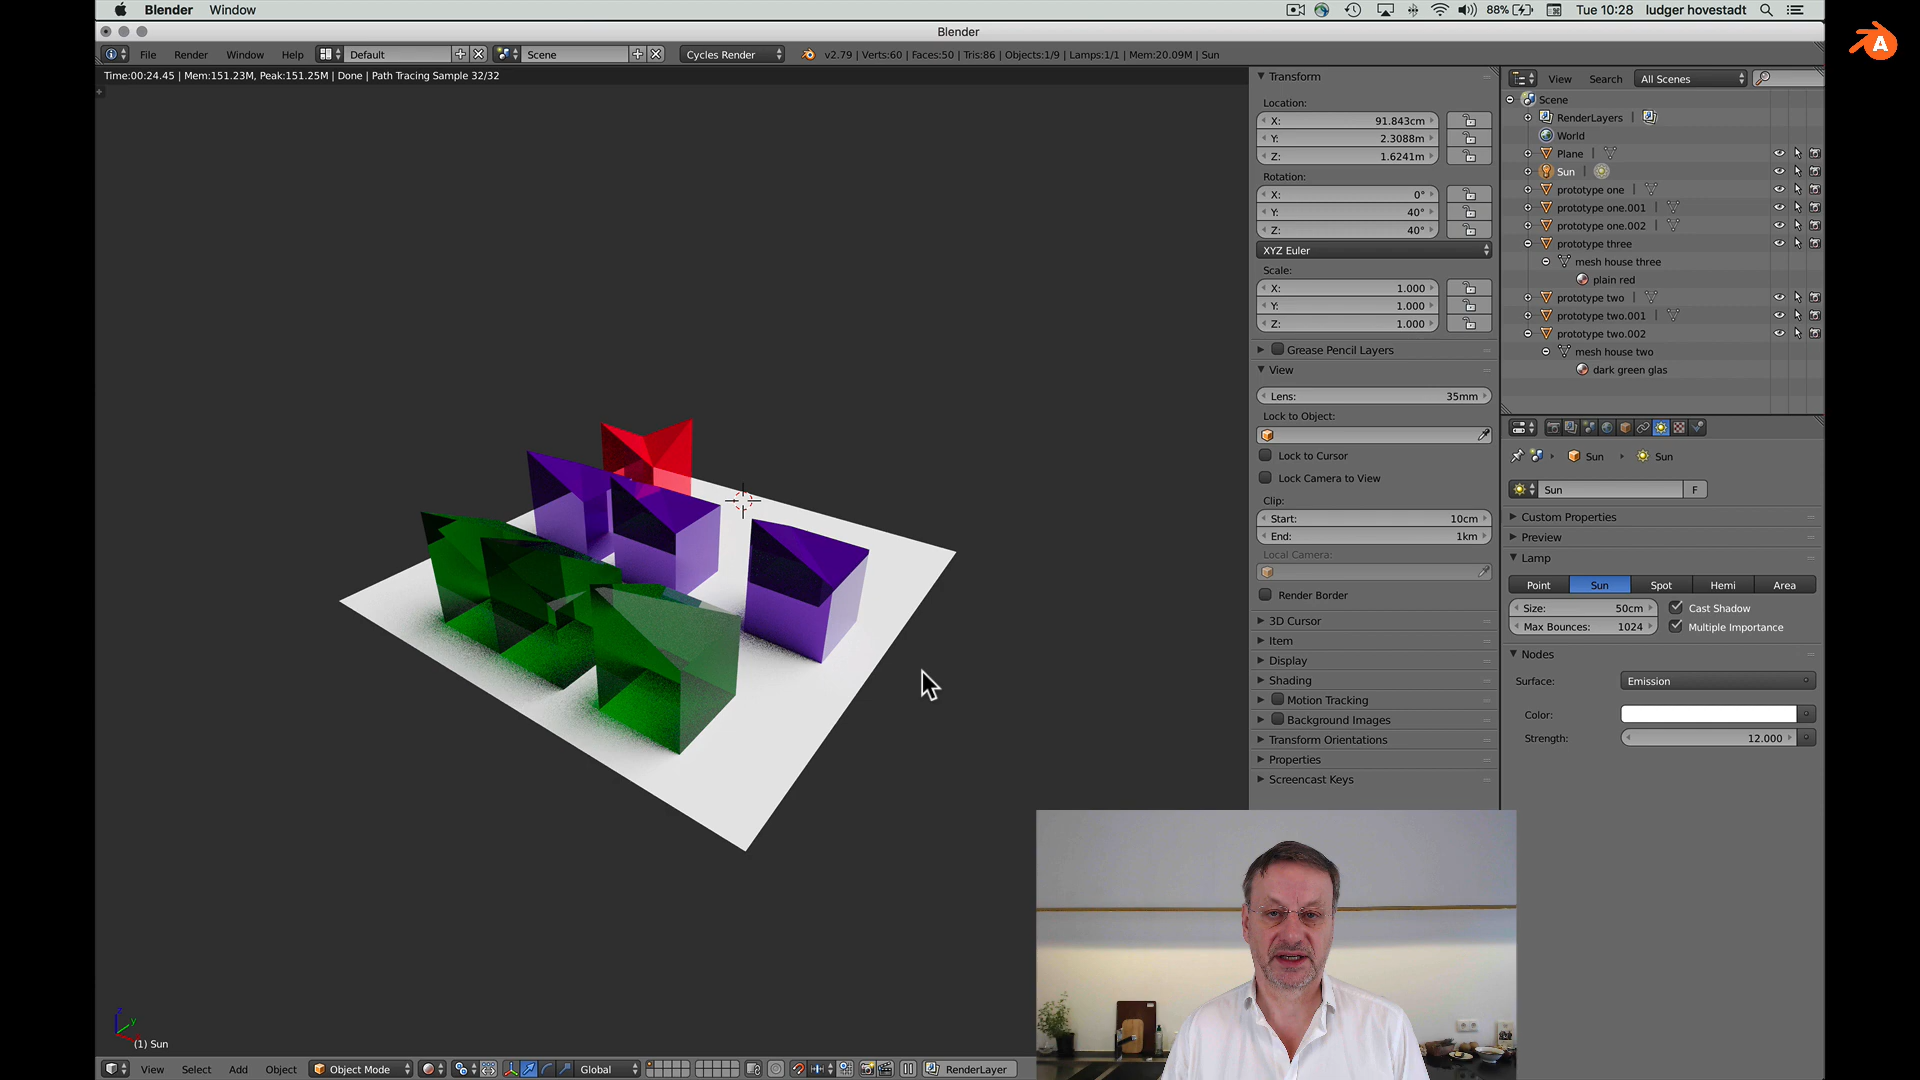 Blender Window
88% Tue 10:28 ludger hovestadt
Blender
File Render Window Help Default Scene Cycles Render v2.79 | Verts:60 | Faces:50 | Tris:86 | Objects:1/9 | Lamps:1/1 | Mem:20.09M | Sun
Time:00:24.45 | Mem:151.23M, Peak:151.25M | Done | Path Tracing Sample 32/32
Transform
Location:
X: 91.843cm
Y: 2.3088m
Z: 1.6241m
Rotation:
X: 0°
Y: 40°
Z: 40°
XYZ Euler
Scale:
X: 1.000
Y: 1.000
Z: 1.000
Grease Pencil Layers
View
Lens: 35mm
Lock to Object:
Lock to Cursor
Lock Camera to View
Clip:
Start: 10cm
End: 1km
Local Camera:
Render Border
3D Cursor
Item
Display
Shading
Motion Tracking
Background Images
Transform Orientations
Properties
Screencast Keys
View Search All Scenes
Scene
RenderLayers |
World
Plane |
Sun |
prototype one |
prototype one.001 |
prototype one.002 |
prototype three
mesh house three
plain red
prototype two |
prototype two.001 |
prototype two.002
mesh house two
dark green glas
Sun Sun
Sun F
Custom Properties
Preview
Lamp
Point Sun Spot Hemi Area
Size: 50cm Cast Shadow
Max Bounces: 1024 Multiple Importance
Nodes
Surface: Emission
Color:
Strength: 12.000
z
y
(1) Sun
View Select Add Object Object Mode Global RenderLayer
A